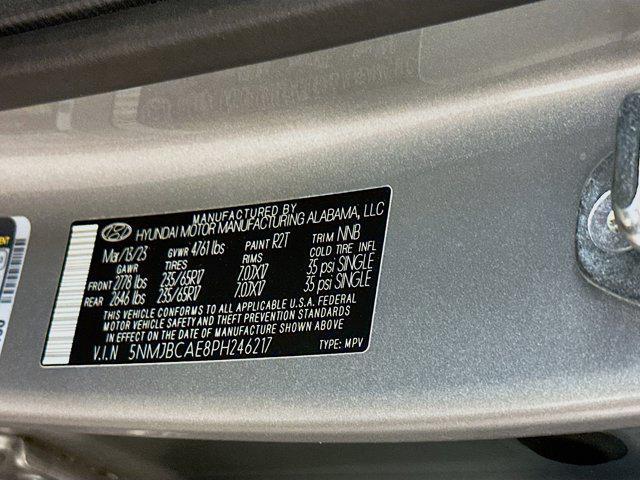 MANUFACTURED BY
HYUNDAI MOTOR MANUFACTURING ALABAMA, LLC
Mar/13/23 GVWR 4761 lbs PAINT R2T TRIM NNB
GAWR TIRES RIMS COLD TIRE INFL
FRONT 2778 lbs 235/65R17 7.0JX17 35 psi SINGLE
REAR 2646 lbs 235/65R17 7.0JX17 35 psi SINGLE
THIS VEHICLE CONFORMS TO ALL APPLICABLE U.S.A. FEDERAL
MOTOR VEHICLE SAFETY AND THEFT PREVENTION STANDARDS
IN EFFECT ON THE DATE OF MANUFACTURE SHOWN ABOVE
V.I.N 5NMJBCAE8PH246217 TYPE: MPV